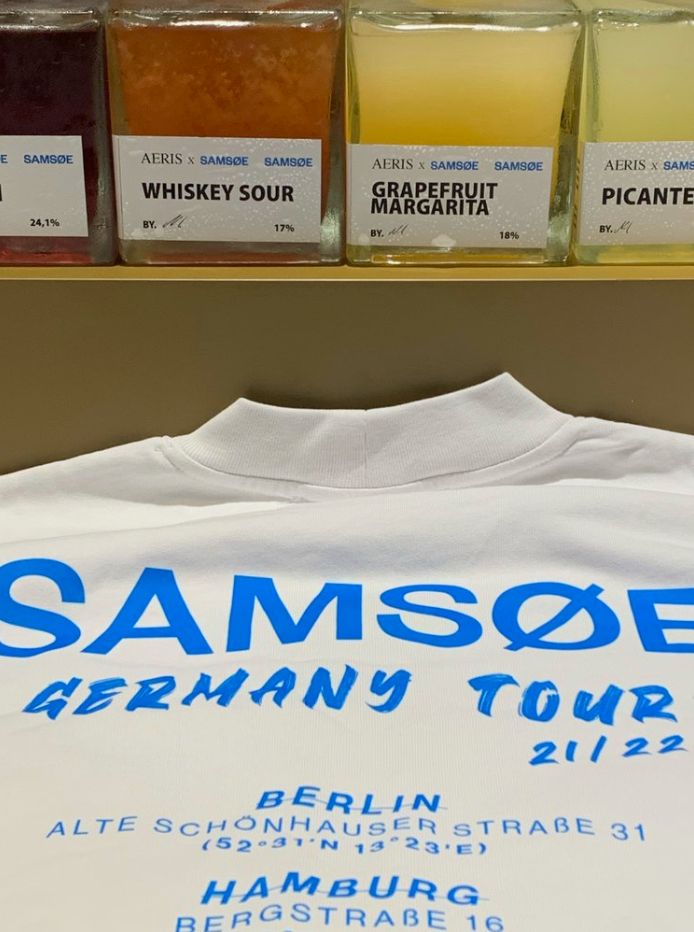 E SAMSØE
24,1%
AERIS x SAMSØE SAMSØE
WHISKEY SOUR
BY.
17%
AERIS x SAMSØE SAMSØE
GRAPEFRUIT
MARGARITA
BY.
18%
AERIS x SAMS
PICANTE
BY.
SAMSØE
GERMANY TOUR
21/22
BERLIN
ALTE SCHÖNHAUSER STRAßE 31
(52°31'N 13°23'E)
HAMBURG
BERGSTRAßE 16